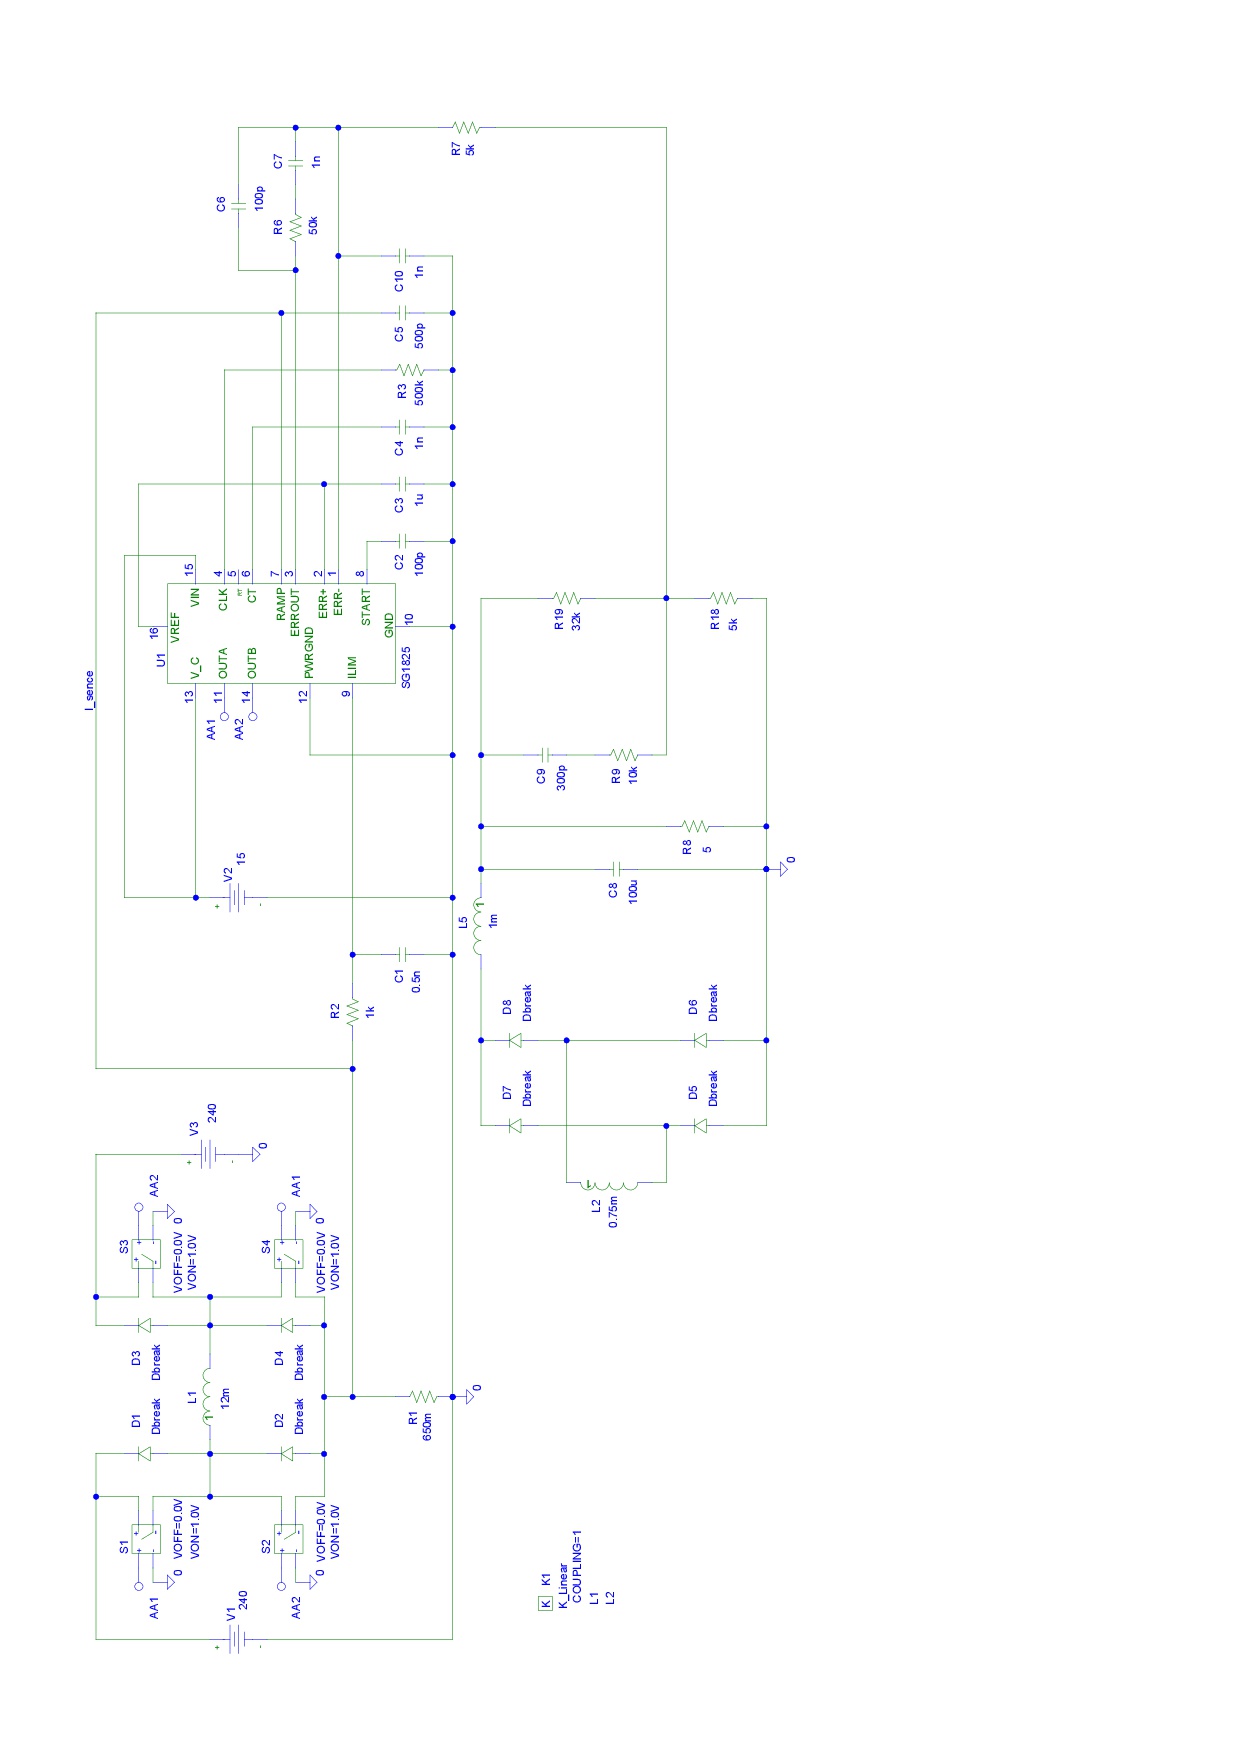 C7
1n
R7
5k
C6
100p
R6
50k
C10
1n
C5
500p
R3
500k
C4
1n
C3
1u
C2
100p
15
4
5
6
7
3
2
1
8
VIN
CLK
RT
CT
RAMP
ERROUT
ERR+
ERR-
START
16
VREF
GND
10
U1
V_C
OUTA
OUTB
PWRGND
ILIM
SG1825
13
11
14
12
9
AA1
AA2
I_sence
R19
32k
R18
5k
C9
300p
R9
10k
R8
5
C8
100u
0
V2
15
+
-
L5
1
1m
C1
0.5n
R2
1k
D8
Dbreak
D6
Dbreak
D7
Dbreak
D5
Dbreak
V3
240
+
-
0
L2
1
0.75m
AA2
S3
+
-
+
-
0
VOFF=0.0V
VON=1.0V
AA1
S4
+
-
+
-
0
VOFF=0.0V
VON=1.0V
D3
Dbreak
D4
Dbreak
L1
1
12m
D1
Dbreak
D2
Dbreak
R1
650m
0
S1
+
-
+
-
0
VOFF=0.0V
VON=1.0V
AA1
S2
+
-
+
-
0
VOFF=0.0V
VON=1.0V
AA2
V1
240
+
-
K
K1
K_Linear
COUPLING=1
L1
L2